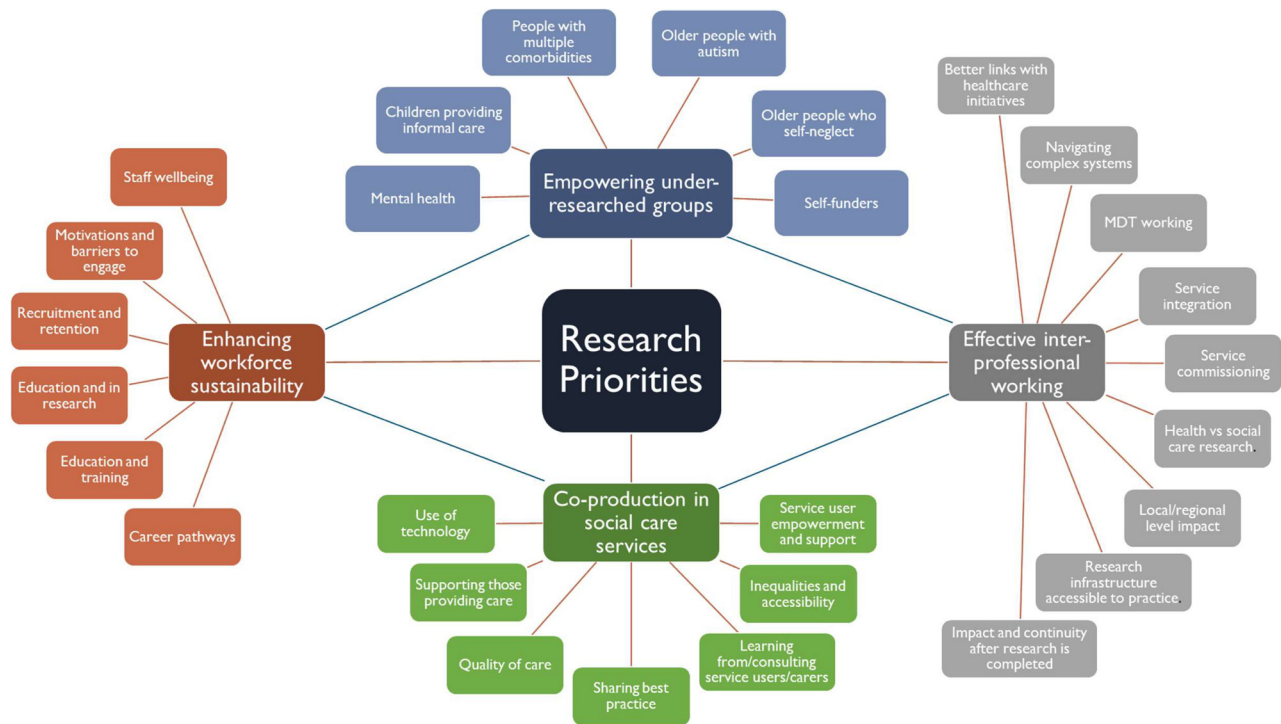 People with
multiple
comorbidities
Older people with
autism
Children providing
informal care
Older people who
self-neglect
Mental health
Empowering under-
researched groups
Self-funders
Staff wellbeing
Motivations and
barriers to
engage
Recruitment and
retention
Education and in
research
Education and
training
Career pathways
Enhancing
workforce
sustainability
Research
Priorities
Effective inter-
professional
working
Better links with
healthcare
initiatives
Navigating
complex systems
MDT working
Service
integration
Service
commissioning
Health vs social
care research.
Local/regional
level impact
Research
infrastructure
accessible to practice.
Impact and continuity
after research is
completed
Co-production in
social care
services
Use of
technology
Supporting those
providing care
Quality of care
Sharing best
practice
Learning
from/consulting
service users/carers
Inequalities and
accessibility
Service user
empowerment
and support